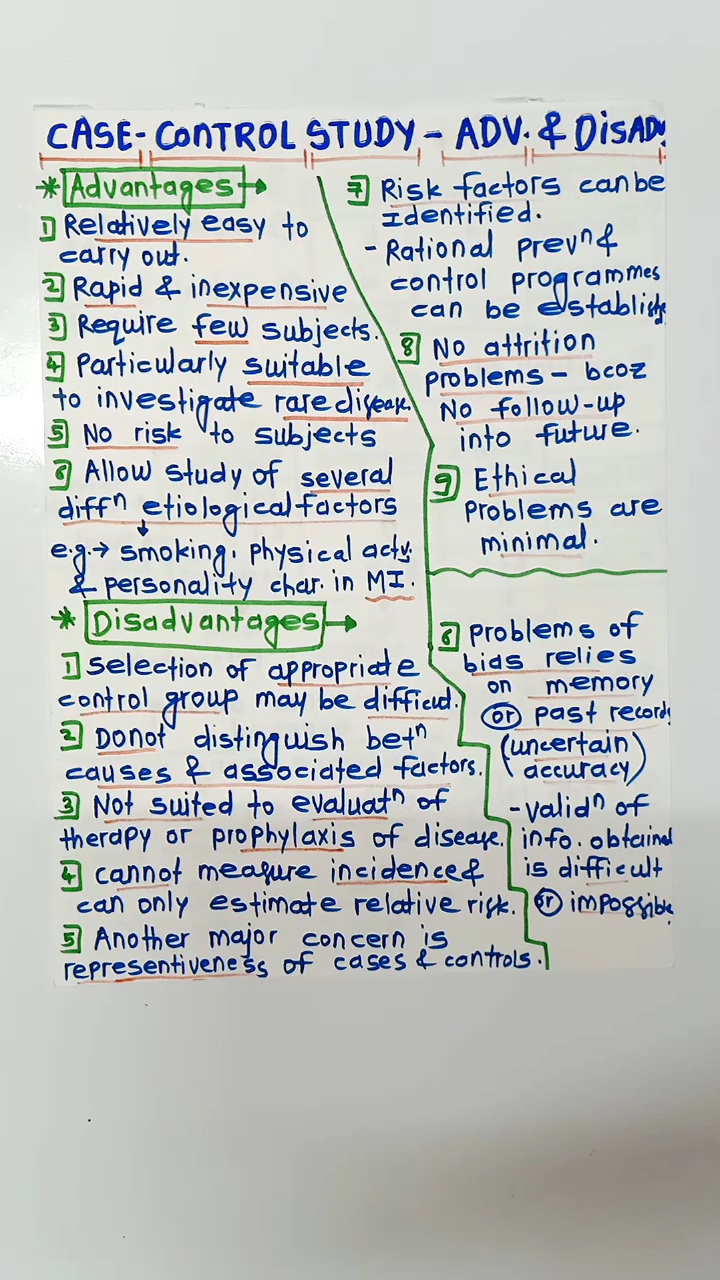 CASE-CONTROL STUDY - ADV. & DISADV
* Advantages →
1 Relatively easy to
carry out.
2 Rapid & inexpensive
3 Require few subjects.
4 Particularly suitable
to investigate rare disease.
5 No risk to subjects
6 Allow study of several
diffⁿ etiological factors
↓
e.g.→ smoking, physical actv.
& personality char. in MI.
7 Risk factors can be
Identified.
- Rational Prevⁿ &
control programmes
can be establish
8 No attrition
problems - bcoz
No follow-up
into future.
9 Ethical
Problems are
minimal.
* Disadvantages →
1 Selection of appropriate
control group may be difficult.
2 Donot distinguish betⁿ
causes & associated factors.
3 Not suited to evaluatⁿ of
therapy or prophylaxis of disease.
4 cannot measure incidence &
can only estimate relative risk.
5 Another major concern is
representiveness of cases & controls.
6 Problems of
bias relies
on memory
or past records
(uncertain
accuracy)
- validⁿ of
info. obtained
is difficult
or impossible